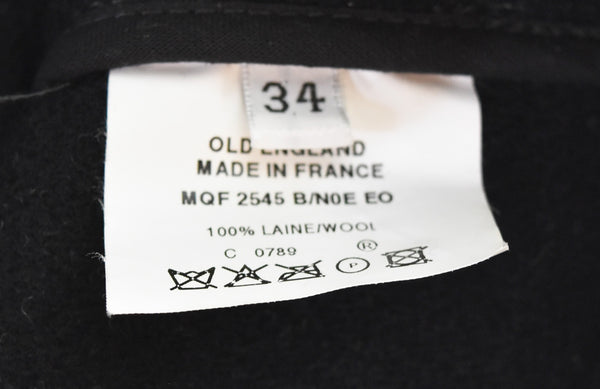 34
OLD ENGLAND
MADE IN FRANCE
MQF 2545 B/N0E EO
100% LAINE/WOOL
C 0789 ®
P